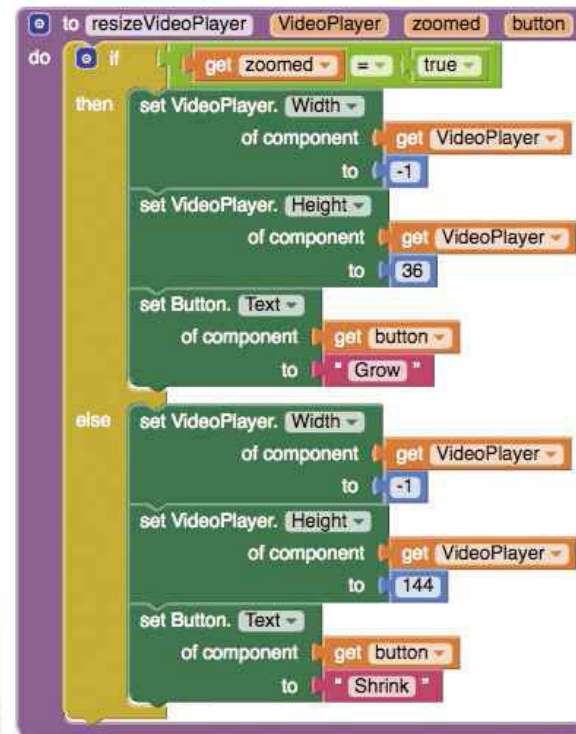 to resizeVideoPlayer VideoPlayer zoomed button
do if get zoomed = true
then set VideoPlayer. Width
of component get VideoPlayer
to -1
set VideoPlayer. Height
of component get VideoPlayer
to 36
set Button. Text
of component get button
to " Grow "
else set VideoPlayer. Width
of component get VideoPlayer
to -1
set VideoPlayer. Height
of component get VideoPlayer
to 144
set Button. Text
of component get button
to " Shrink "